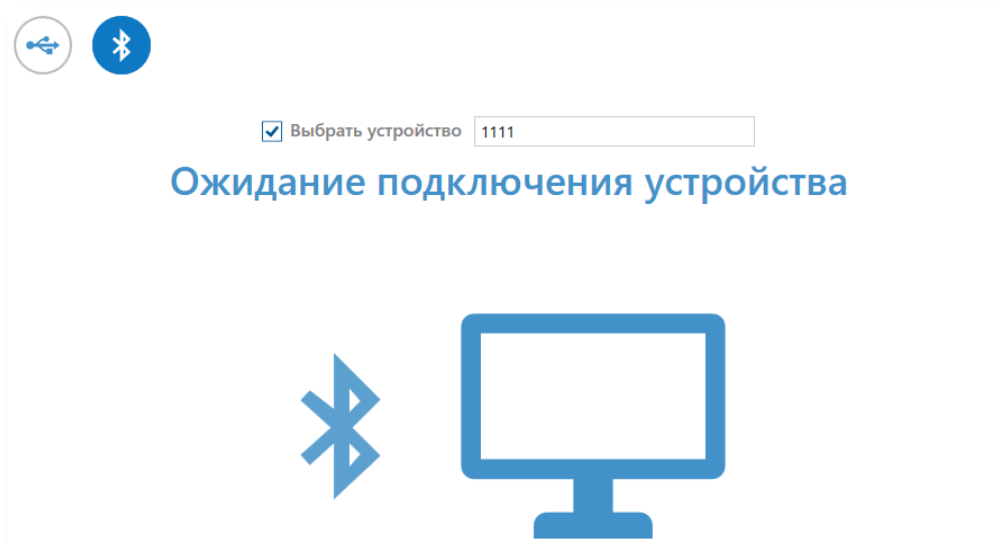 Выбрать устройство 1111
Ожидание подключения устройства